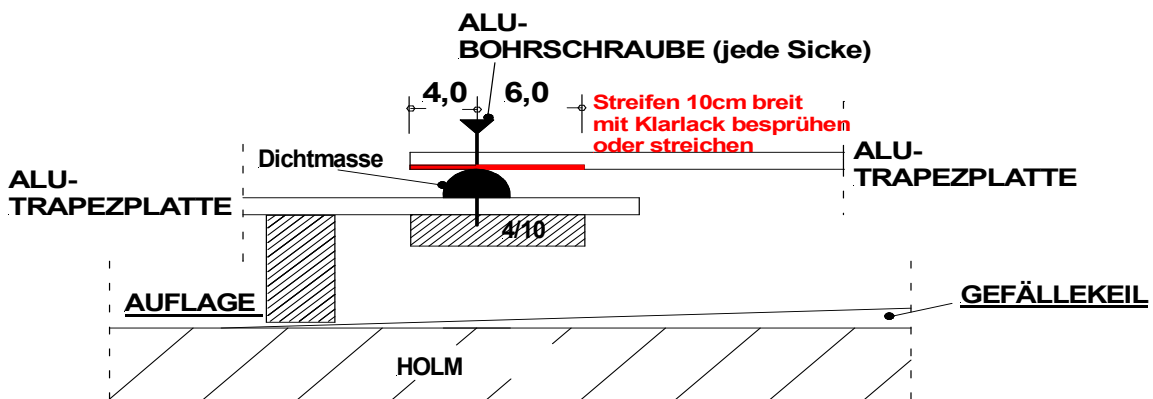 ALU-
BOHRSCHRAUBE (jede Sicke)
4,0 6,0
Streifen 10cm breit
mit Klarlack besprühen
oder streichen
Dichtmasse
ALU-
TRAPEZPLATTE
ALU-
TRAPEZPLATTE
4/10
AUFLAGE
GEFÄLLEKEIL
HOLM